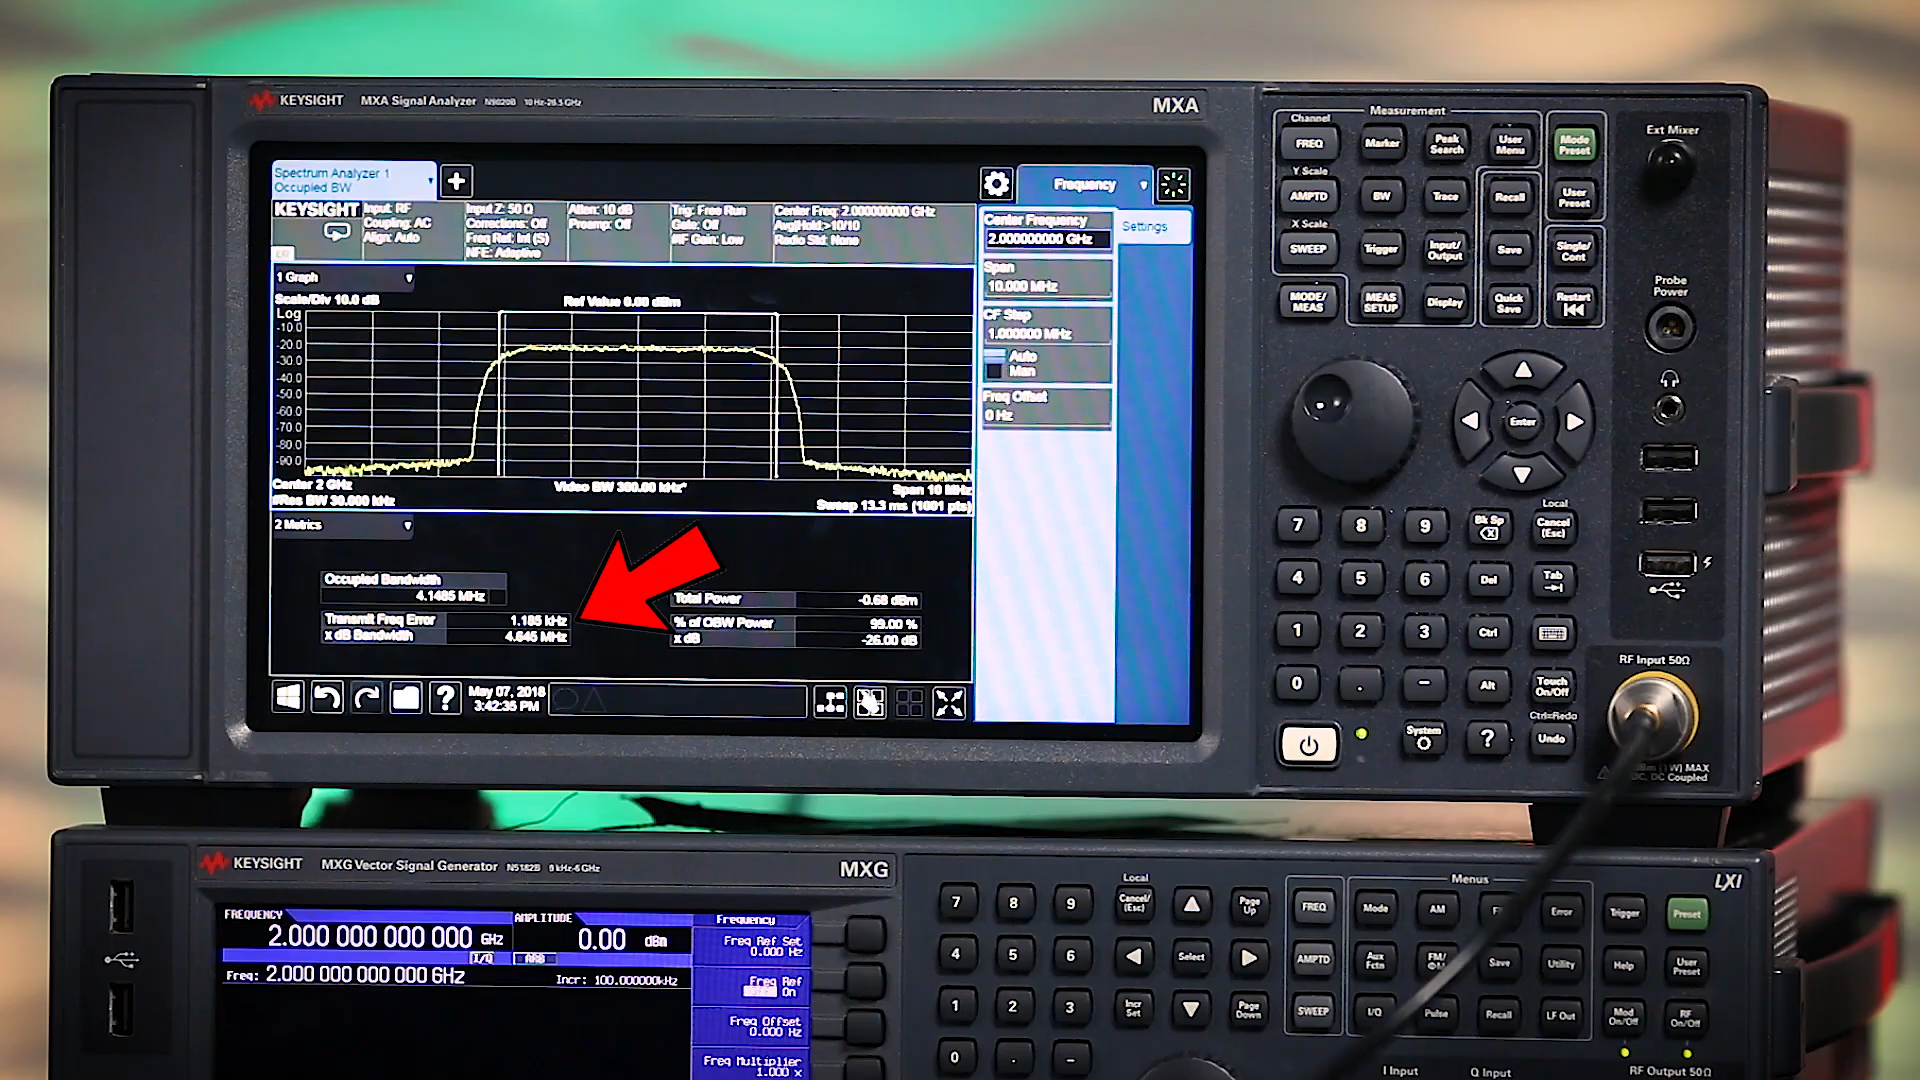 KEYSIGHT MXA Signal Analyzer N9020B 10 Hz-26.5 GHz MXA
Spectrum Analyzer 1
Occupied BW
Frequency
KEYSIGHT
Input: RF
Coupling: AC
Align: Auto
Input Z: 50 Ω
Corrections: Off
Freq Ref: Int (S)
NFE: Adaptive
Atten: 10 dB
Preamp: Off
Trig: Free Run
Gate: Off
#IF Gain: Low
Center Freq: 2.000000000 GHz
Avg|Hold:>10/10
Radio Std: None
Center Frequency
2.000000000 GHz
Span
10.000 MHz
CF Step
1.000000 MHz
Auto
Man
Freq Offset
0 Hz
Settings
1 Graph
Scale/Div 10.0 dB
Ref Value 0.00 dBm
Log
-10.0
-20.0
-30.0
-40.0
-50.0
-60.0
-70.0
-80.0
-90.0
Center 2 GHz
#Res BW 30.000 kHz
Video BW 300.00 kHz*
Span 10 MHz
Sweep 13.3 ms (1001 pts)
2 Metrics
Occupied Bandwidth
4.1485 MHz
Transmit Freq Error 1.185 kHz
x dB Bandwidth 4.645 MHz
Total Power -0.68 dBm
% of OBW Power 99.00 %
x dB -26.00 dB
?
May 07, 2018
3:42:35 PM
Measurement
Channel
FREQ Marker Peak Search User Menu Mode Preset
Y Scale
AMPTD BW Trace Recall User Preset
X Scale
SWEEP Trigger Input/Output Save Single/Cont
MODE/MEAS MEAS SETUP Display Quick Save Restart
Enter
Local
7 8 9 Bk Sp Cancel (Esc)
4 5 6 Del Tab
1 2 3 Ctrl
0 . - Alt Touch On/Off
Ctrl=Redo
System ? Undo
Ext Mixer
Probe Power
RF Input 50Ω
(1W) MAX
DC Coupled
KEYSIGHT MXG Vector Signal Generator N5182B 9 kHz-6 GHz MXG
FREQUENCY
2.000 000 000 000 GHz
AMPLITUDE
0.00 dBm
I/Q
ARB
Freq: 2.000 000 000 000 GHz
Incr: 100.000000kHz
Frequency
Freq Ref Set
0.000 Hz
Freq Ref
On
Freq Offset
0.000 Hz
Freq Multiplier
1.000 x
Local
7 8 9 Cancel/(Esc) Page Up
4 5 6 Select
1 2 3 Incr Set Page Down
0 . -
FREQ
AMPTD
SWEEP
Menus
Mode AM Error
Aux Fctn FM/ΦM Save Utility
I/Q Pulse Recall LF Out
Trigger Preset
Help User Preset
Mod On/Off RF On/Off
LXI
I Input Q Input RF Output 50Ω